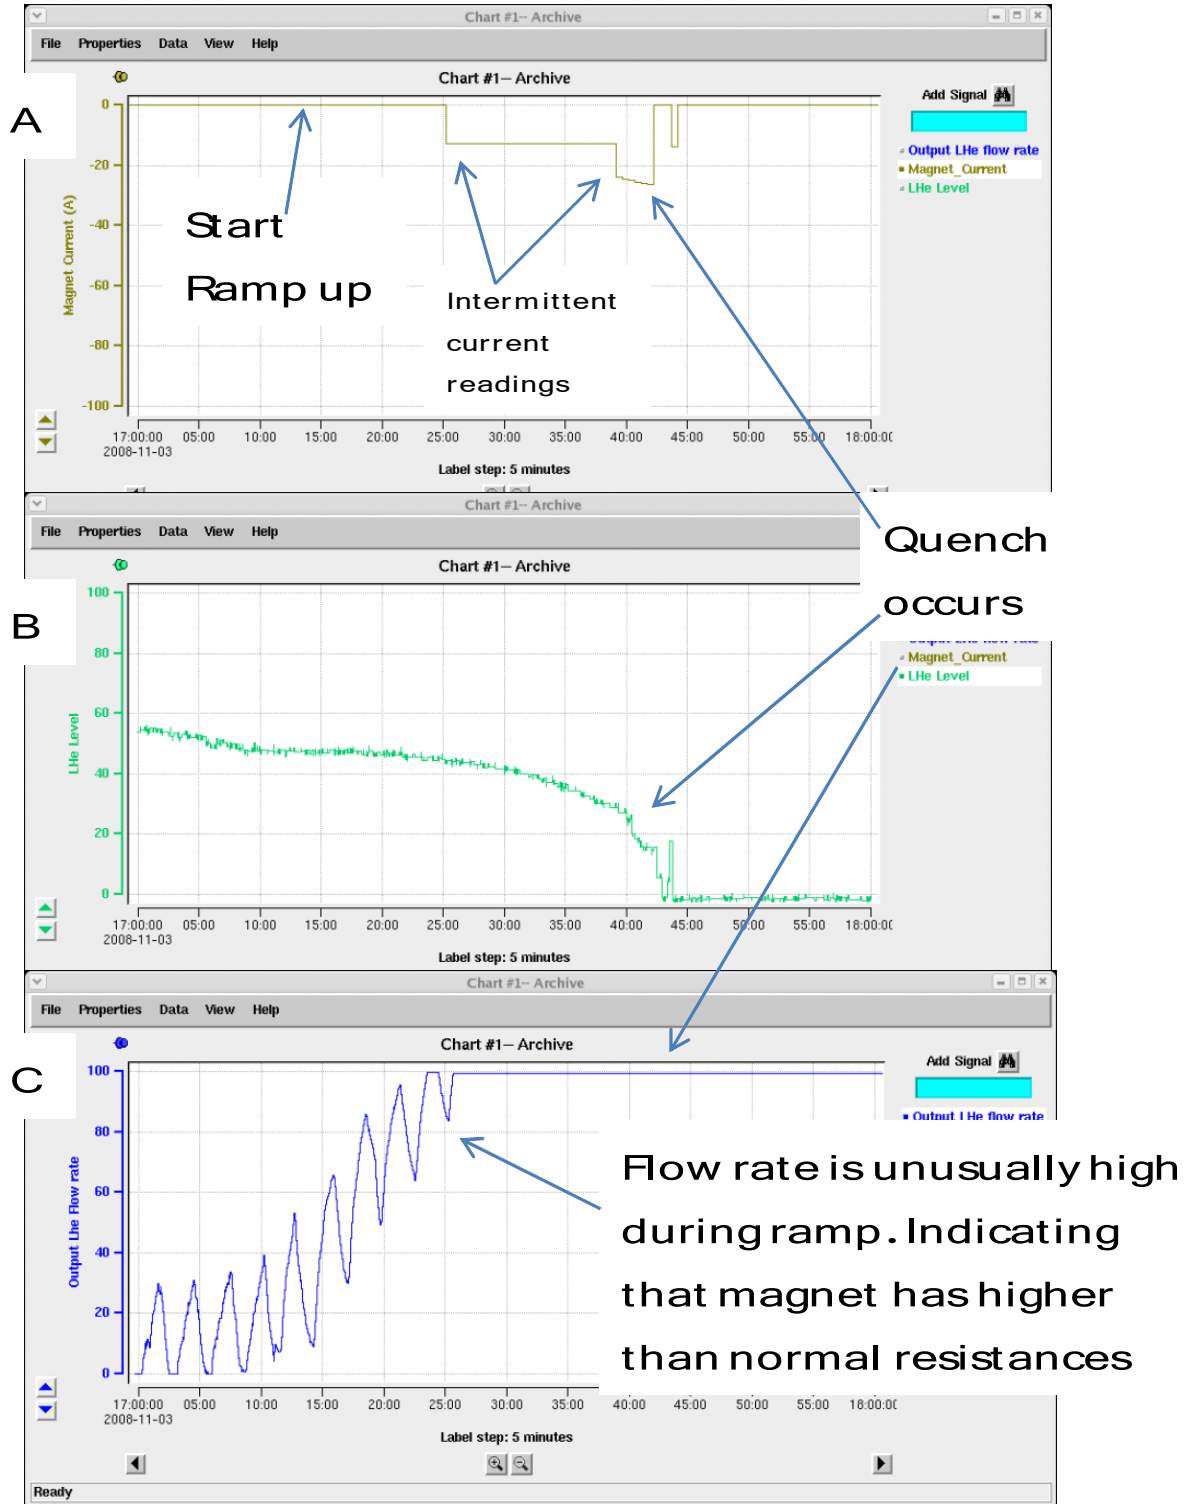 Chart #1-- Archive
File Properties Data View Help
A
Chart #1-- Archive
Add Signal
Output LHe flow rate
Magnet_Current
LHe Level
Magnet Current (A)
0
-20
-40
-60
-80
-100
Start
Ramp up
Intermittent
current
readings
17:00:00 05:00 10:00 15:00 20:00 25:00 30:00 35:00 40:00 45:00 50:00 55:00 18:00:00
2008-11-03
Label step: 5 minutes
Chart #1-- Archive
File Properties Data View Help
Quench
occurs
B
Chart #1-- Archive
Output LHe flow rate
Magnet_Current
LHe Level
LHe Level
100
80
60
40
20
0
17:00:00 05:00 10:00 15:00 20:00 25:00 30:00 35:00 40:00 45:00 50:00 55:00 18:00:00
2008-11-03
Label step: 5 minutes
Chart #1-- Archive
File Properties Data View Help
C
Chart #1-- Archive
Add Signal
Output LHe flow rate
Output Lhe Flow rate
100
80
60
40
20
0
Flow rate is unusually high
during ramp. Indicating
that magnet has higher
than normal resistances
17:00:00 05:00 10:00 15:00 20:00 25:00 30:00 35:00 40:00 45:00 50:00 55:00 18:00:00
2008-11-03
Label step: 5 minutes
Ready